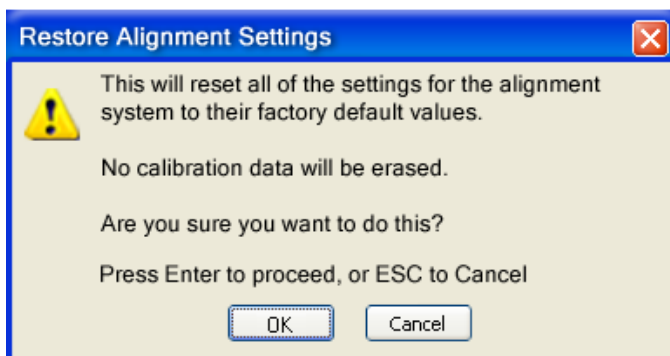 Restore Alignment Settings
This will reset all of the settings for the alignment
system to their factory default values.
No calibration data will be erased.
Are you sure you want to do this?
Press Enter to proceed, or ESC to Cancel
OK
Cancel